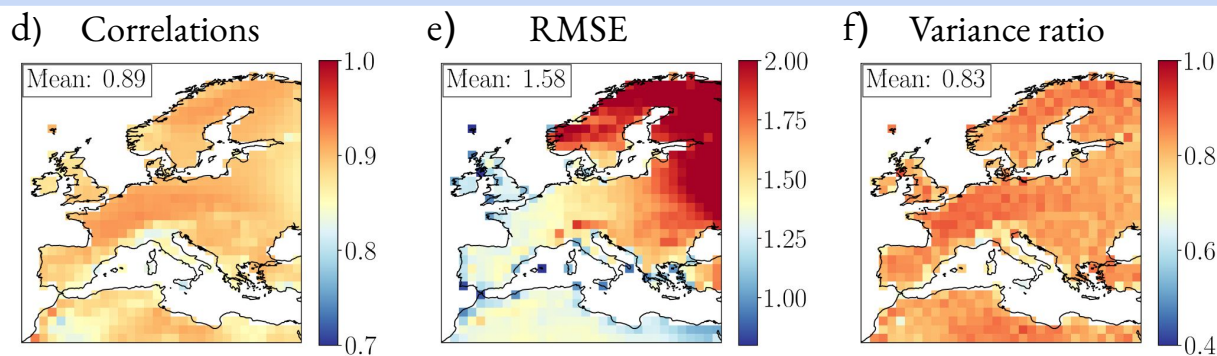 d) Correlations
Mean: 0.89
1.0
0.9
0.8
0.7
e) RMSE
Mean: 1.58
2.00
1.75
1.50
1.25
1.00
f) Variance ratio
Mean: 0.83
1.0
0.8
0.6
0.4